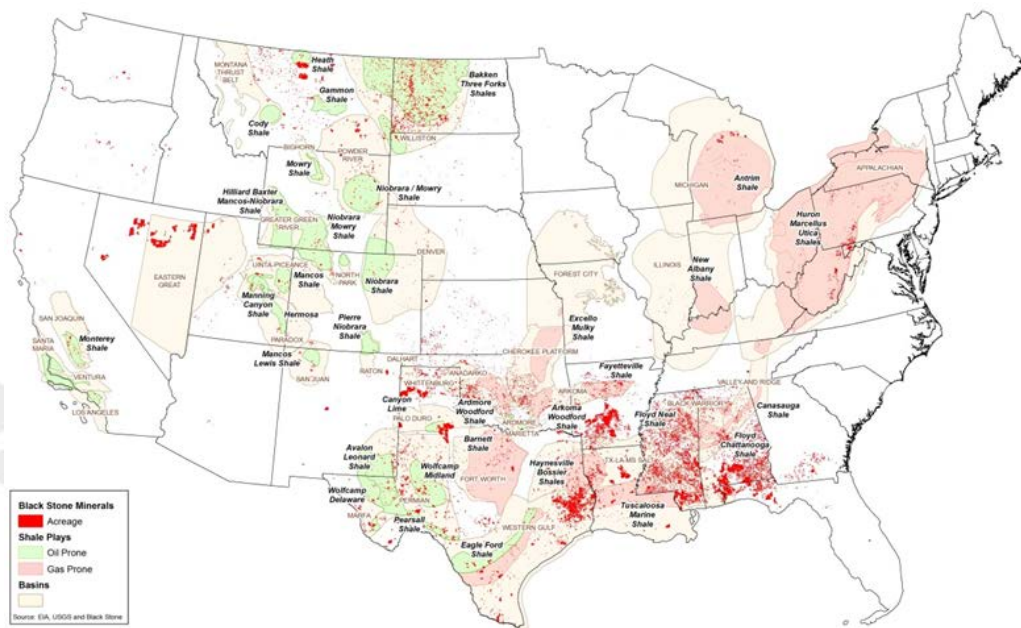 MONTANA
THRUST
BELT
Heath
Shale
Gammon
Shale
Bakken
Three Forks
Shales
Cody
Shale
WILLISTON
BIGHORN
POWDER
RIVER
Mowry
Shale
Hilliard Baxter
Mancos-Niobrara
Shale
Niobrara / Mowry
Shale
GREATER GREEN
RIVER
Niobrara
Mowry
Shale
UINTA-PICEANCE
Mancos
Shale
NORTH
PARK
Niobrara
Shale
DENVER
EASTERN
GREAT
Manning
Canyon
Shale
Hermosa
Pierre
Niobrara
Shale
PARADOX
Mancos
Lewis Shale
SAN JUAN
RATON
DALHART
SAN JOAQUIN
SANTA
MARIA
Monterey
Shale
VENTURA
LOS ANGELES
MICHIGAN
Antrim
Shale
APPALACHIAN
Huron
Marcellus
Utica
Shales
ILLINOIS
New
Albany
Shale
FOREST CITY
Excello
Mulky
Shale
CHEROKEE PLATFORM
Fayetteville
Shale
ANADARKO
WHITTENBURG
Canyon
Lime
PALO DURO
Ardmore
Woodford
Shale
ARDMORE
MARIETTA
ARKOMA
Arkoma
Woodford
Shale
BLACK WARRIOR
VALLEY AND RIDGE
Floyd Neal
Shale
Canasauga
Shale
Floyd
Chattanooga
Shale
Avalon
Leonard
Shale
Barnett
Shale
FORT WORTH
Haynesville
Bossier
Shales
TX-LA-MS SALT
Wolfcamp
Midland
Wolfcamp
Delaware
PERMIAN
MARFA
Pearsall
Shale
WESTERN GULF
Tuscaloosa
Marine
Shale
Eagle Ford
Shale
Black Stone Minerals
Acreage
Shale Plays
Oil Prone
Gas Prone
Basins
Source: EIA, USGS and Black Stone